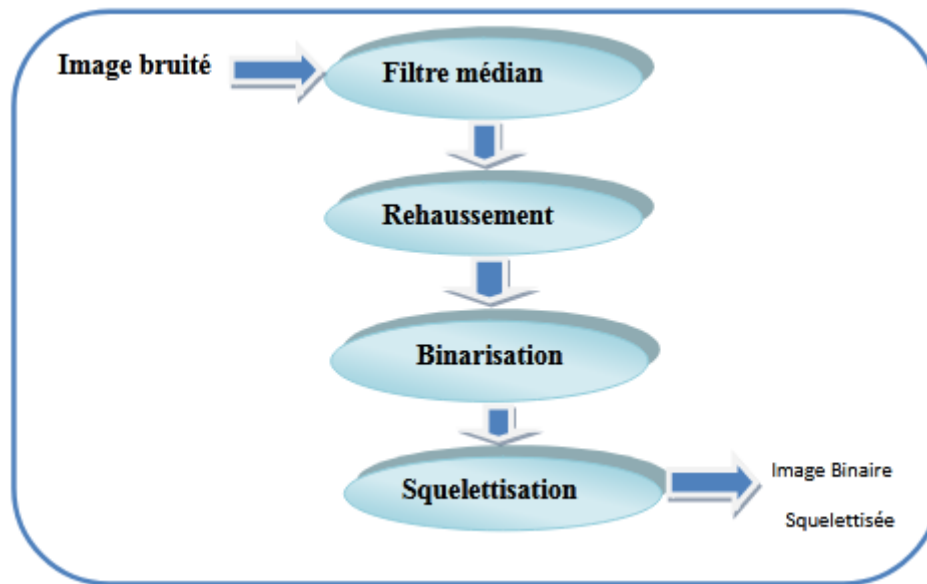 Image bruité
Filtre médian
Rehaussement
Binarisation
Squelettisation
Image Binaire
Squelettisée